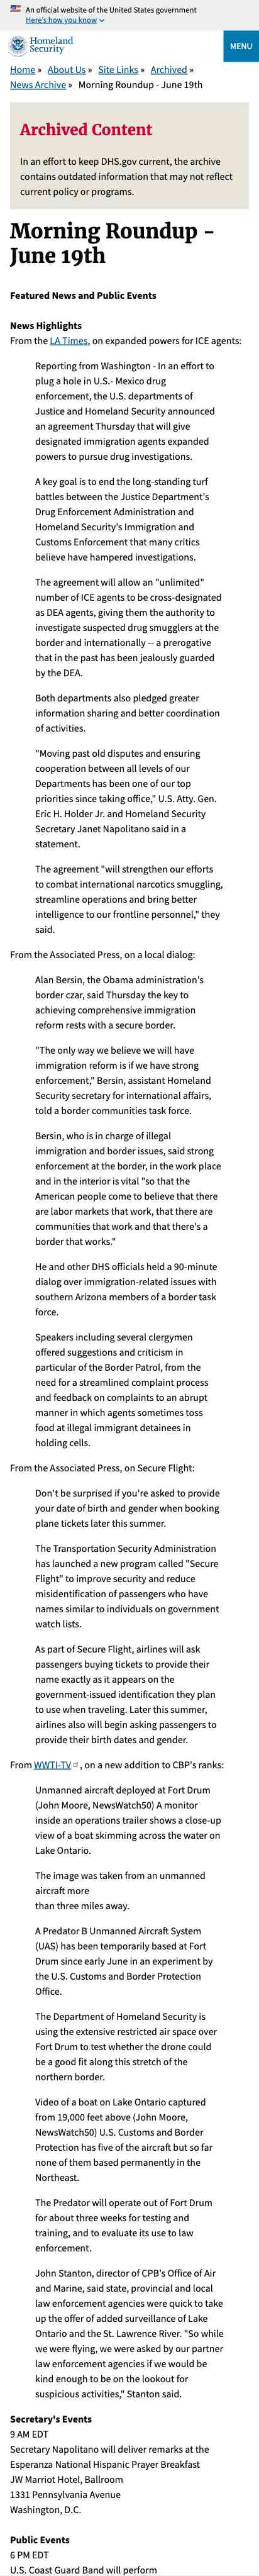 An official website of the United States government
Here's how you know
Homeland
Security
MENU
Home » About Us » Site Links » Archived »
News Archive » Morning Roundup - June 19th
Archived Content
In an effort to keep DHS.gov current, the archive
contains outdated information that may not reflect
current policy or programs.
Morning Roundup -
June 19th
Featured News and Public Events
News Highlights
From the LA Times, on expanded powers for ICE agents:
Reporting from Washington - In an effort to
plug a hole in U.S.- Mexico drug
enforcement, the U.S. departments of
Justice and Homeland Security announced
an agreement Thursday that will give
designated immigration agents expanded
powers to pursue drug investigations.
A key goal is to end the long-standing turf
battles between the Justice Department's
Drug Enforcement Administration and
Homeland Security's Immigration and
Customs Enforcement that many critics
believe have hampered investigations.
The agreement will allow an "unlimited"
number of ICE agents to be cross-designated
as DEA agents, giving them the authority to
investigate suspected drug smugglers at the
border and internationally -- a prerogative
that in the past has been jealously guarded
by the DEA.
Both departments also pledged greater
information sharing and better coordination
of activities.
"Moving past old disputes and ensuring
cooperation between all levels of our
Departments has been one of our top
priorities since taking office," U.S. Atty. Gen.
Eric H. Holder Jr. and Homeland Security
Secretary Janet Napolitano said in a
statement.
The agreement "will strengthen our efforts
to combat international narcotics smuggling,
streamline operations and bring better
intelligence to our frontline personnel," they
said.
From the Associated Press, on a local dialog:
Alan Bersin, the Obama administration's
border czar, said Thursday the key to
achieving comprehensive immigration
reform rests with a secure border.
"The only way we believe we will have
immigration reform is if we have strong
enforcement," Bersin, assistant Homeland
Security secretary for international affairs,
told a border communities task force.
Bersin, who is in charge of illegal
immigration and border issues, said strong
enforcement at the border, in the work place
and in the interior is vital "so that the
American people come to believe that there
are labor markets that work, that there are
communities that work and that there's a
border that works."
He and other DHS officials held a 90-minute
dialog over immigration-related issues with
southern Arizona members of a border task
force.
Speakers including several clergymen
offered suggestions and criticism in
particular of the Border Patrol, from the
need for a streamlined complaint process
and feedback on complaints to an abrupt
manner in which agents sometimes toss
food at illegal immigrant detainees in
holding cells.
From the Associated Press, on Secure Flight:
Don't be surprised if you're asked to provide
your date of birth and gender when booking
plane tickets later this summer.
The Transportation Security Administration
has launched a new program called "Secure
Flight" to improve security and reduce
misidentification of passengers who have
names similar to individuals on government
watch lists.
As part of Secure Flight, airlines will ask
passengers buying tickets to provide their
name exactly as it appears on the
government-issued identification they plan
to use when traveling. Later this summer,
airlines also will begin asking passengers to
provide their birth dates and gender.
From WWTI-TV , on a new addition to CBP's ranks:
Unmanned aircraft deployed at Fort Drum
(John Moore, NewsWatch50) A monitor
inside an operations trailer shows a close-up
view of a boat skimming across the water on
Lake Ontario.
The image was taken from an unmanned
aircraft more
than three miles away.
A Predator B Unmanned Aircraft System
(UAS) has been temporarily based at Fort
Drum since early June in an experiment by
the U.S. Customs and Border Protection
Office.
The Department of Homeland Security is
using the extensive restricted air space over
Fort Drum to test whether the drone could
be a good fit along this stretch of the
northern border.
Video of a boat on Lake Ontario captured
from 19,000 feet above (John Moore,
NewsWatch50) U.S. Customs and Border
Protection has five of the aircraft but so far
none of them based permanently in the
Northeast.
The Predator will operate out of Fort Drum
for about three weeks for testing and
training, and to evaluate its use to law
enforcement.
John Stanton, director of CPB's Office of Air
and Marine, said state, provincial and local
law enforcement agencies were quick to take
up the offer of added surveillance of Lake
Ontario and the St. Lawrence River. "So while
we were flying, we were asked by our partner
law enforcement agencies if we would be
kind enough to be on the lookout for
suspicious activities," Stanton said.
Secretary's Events
9 AM EDT
Secretary Napolitano will deliver remarks at the
Esperanza National Hispanic Prayer Breakfast
JW Marriot Hotel, Ballroom
1331 Pennsylvania Avenue
Washington, D.C.
Public Events
6 PM EDT
U.S. Coast Guard Band will perform